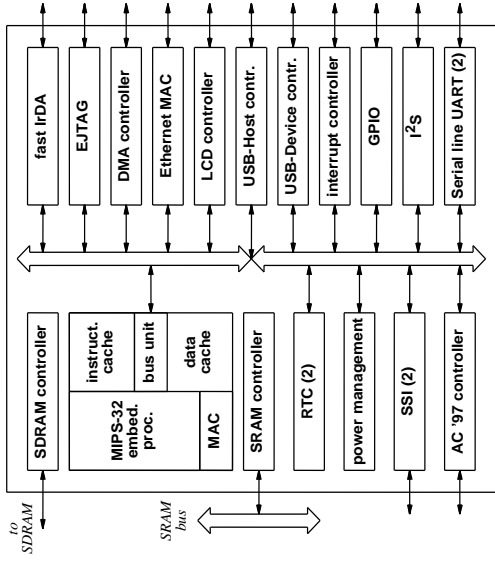 fast IrDA
EJTAG
DMA controller
Ethernet MAC
LCD controller
USB-Host contr.
USB-Device contr.
interrupt controller
GPIO
I²S
Serial line UART (2)
SDRAM controller
instruct.
cache
bus unit
data
cache
MIPS-32
embed.
proc.
MAC
SRAM controller
RTC (2)
power management
SSI (2)
AC '97 controller
to
SDRAM
SRAM
bus